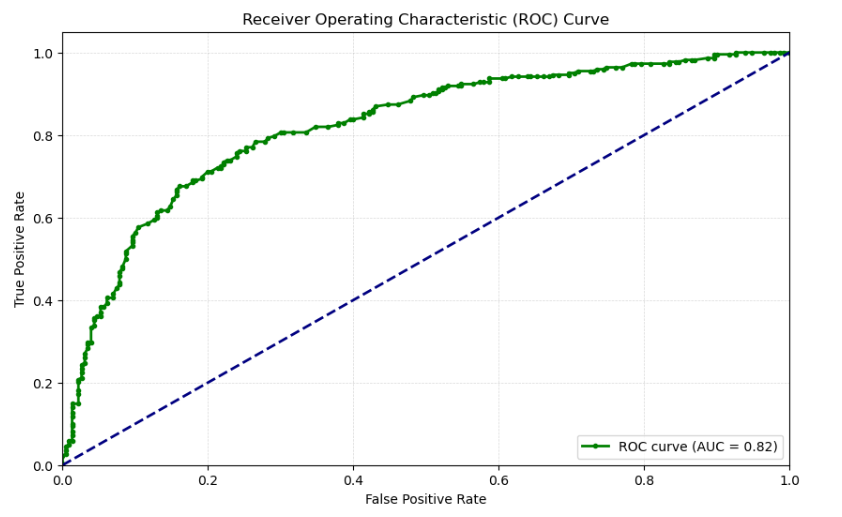 Receiver Operating Characteristic (ROC) Curve
True Positive Rate
1.0
0.8
0.6
0.4
0.2
0.0
ROC curve (AUC = 0.82)
0.0 0.2 0.4 0.6 0.8 1.0
False Positive Rate